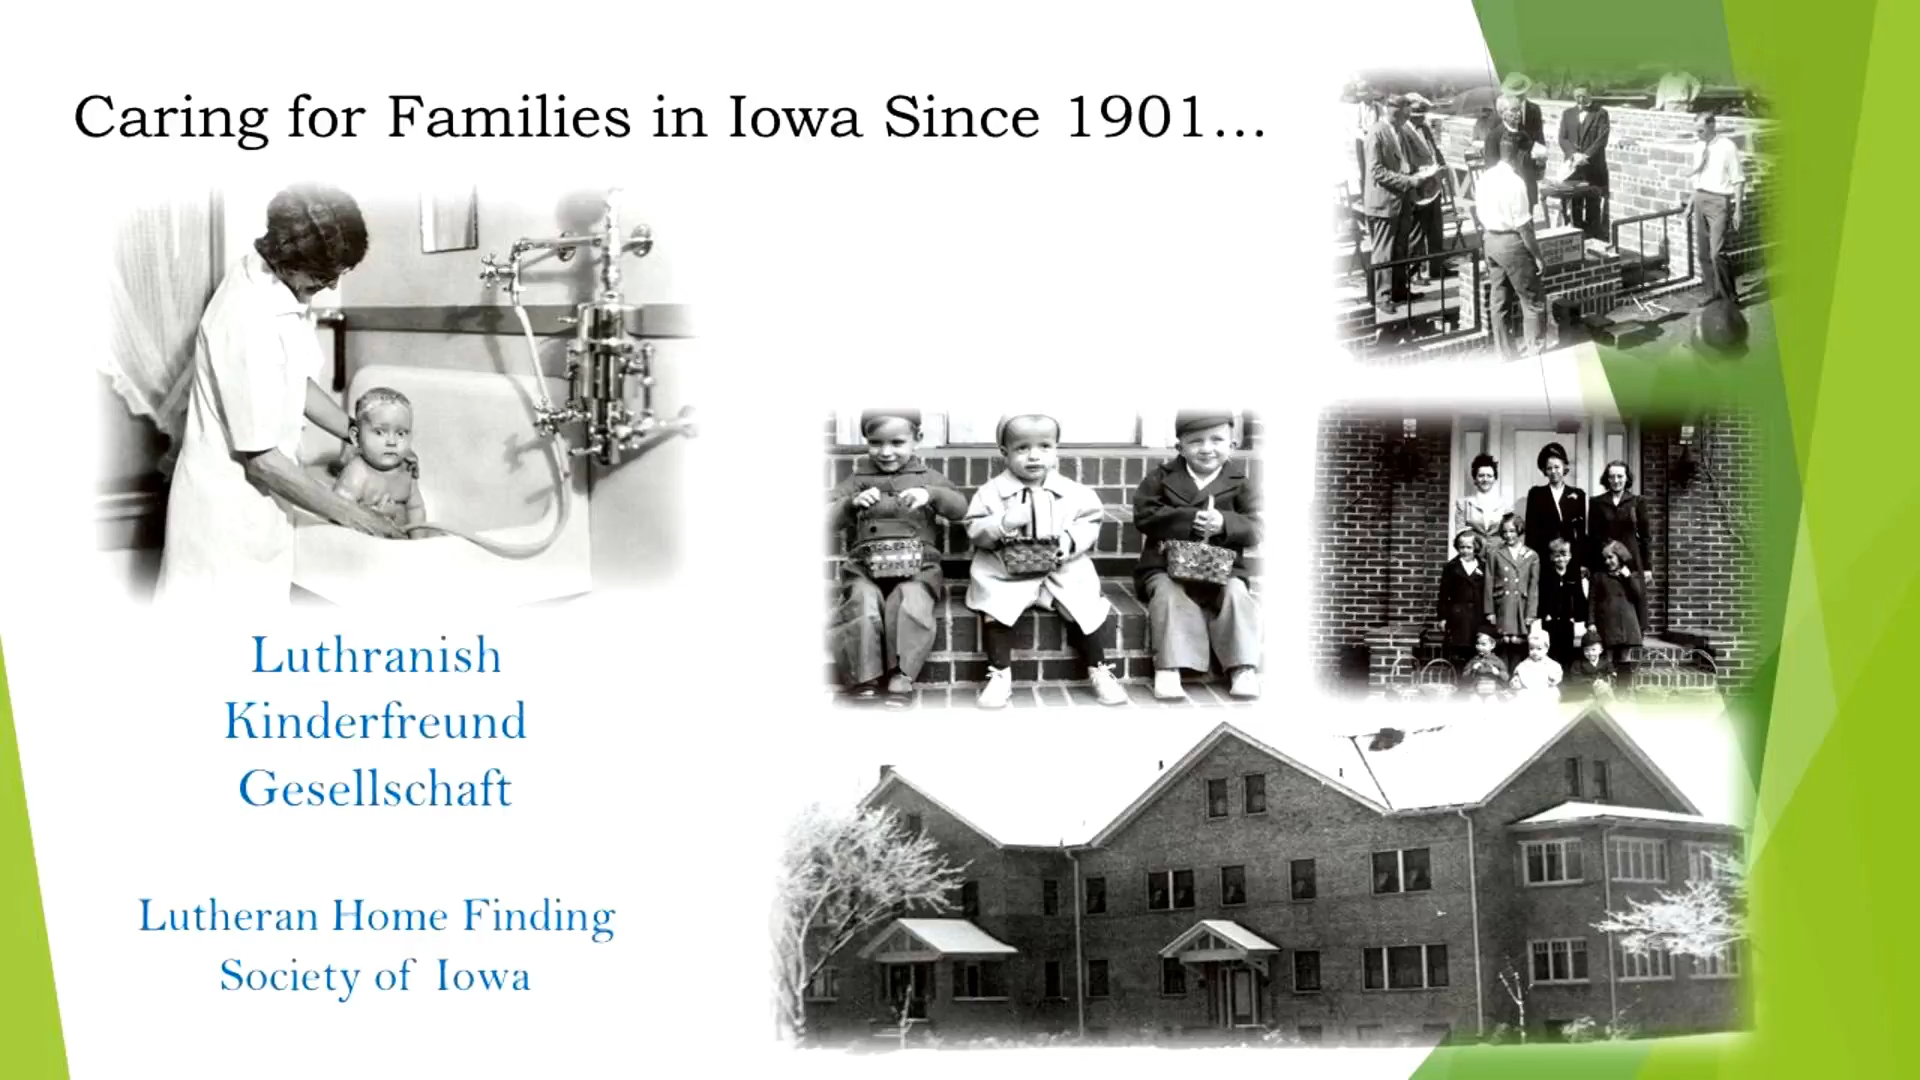 Caring for Families in Iowa Since 1901...
Luthranish
Kinderfreund
Gesellschaft
Lutheran Home Finding
Society of Iowa